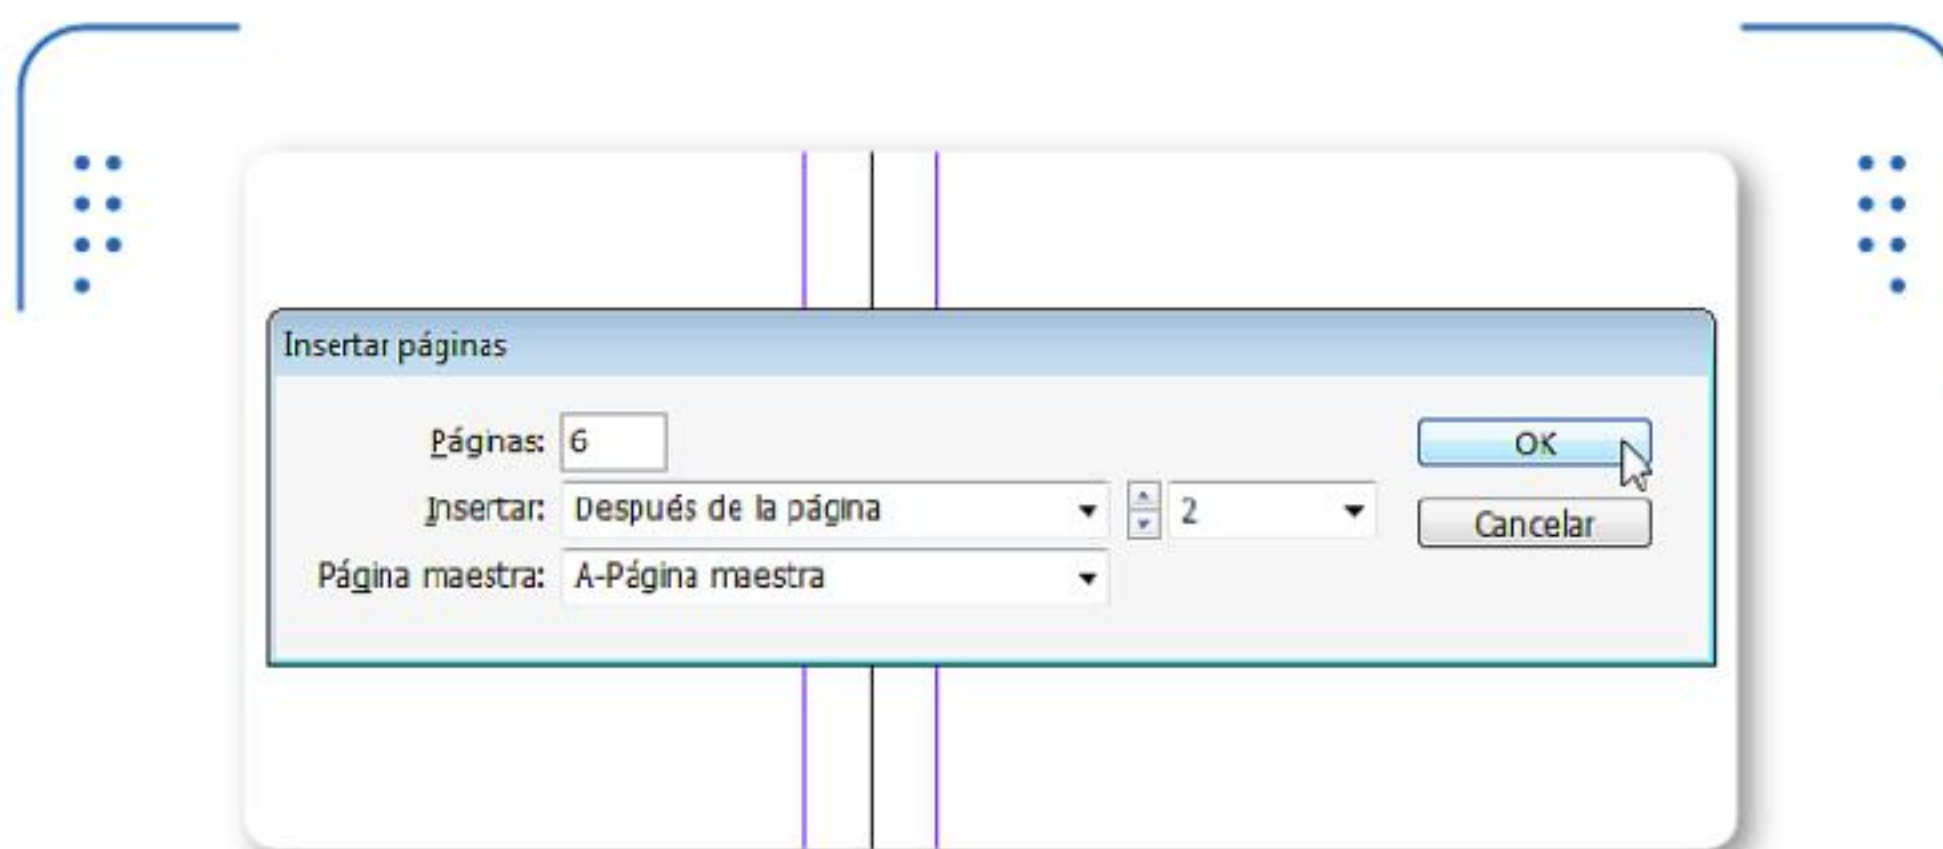 Insertar páginas
Páginas: 6 OK
Insertar: Después de la página 2 Cancelar
Página maestra: A-Página maestra